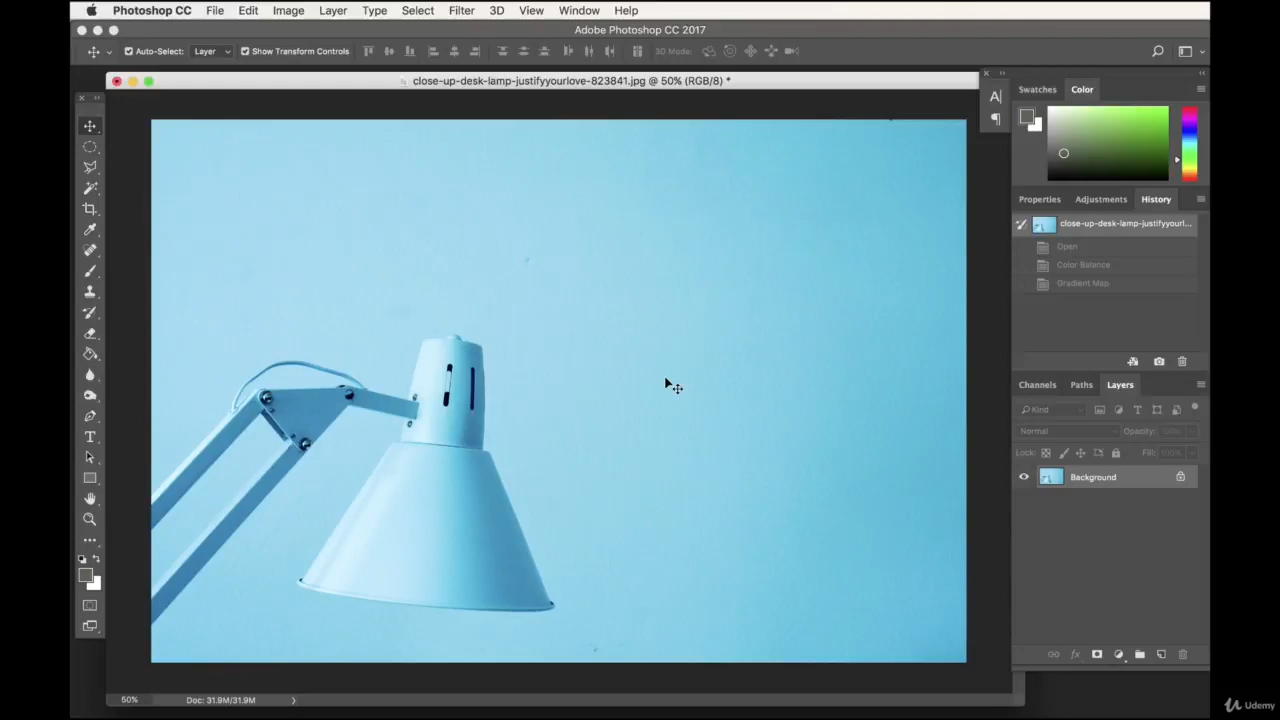 Photoshop CC File Edit Image Layer Type Select Filter 3D View Window Help
Adobe Photoshop CC 2017
Auto-Select: Layer Show Transform Controls 3D Mode:
close-up-desk-lamp-justifyyourlove-823841.jpg @ 50% (RGB/8) *
Swatches Color
A|
¶
Properties Adjustments History
close-up-desk-lamp-justifyyourl...
Open
Color Balance
Gradient Map
Channels Paths Layers
Kind
Normal Opacity: 100%
Lock: Fill: 100%
Background
T
fx
50% Doc: 31.9M/31.9M
Udemy